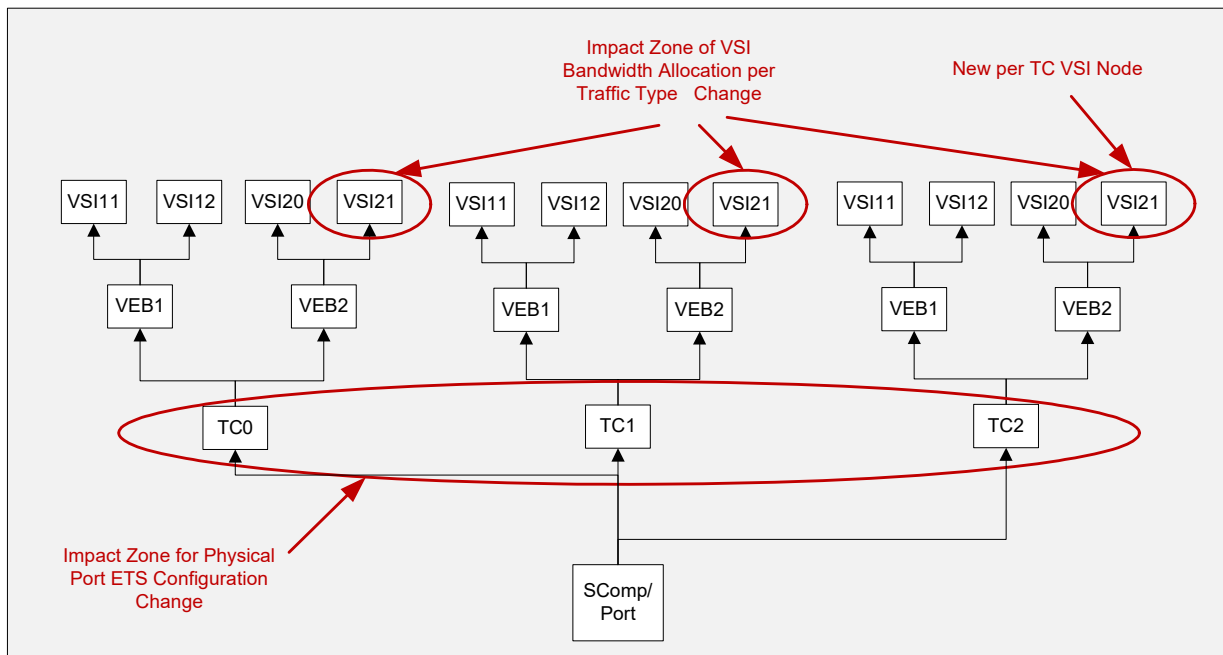 Impact Zone of VSI
Bandwidth Allocation per
Traffic Type Change
New per TC VSI Node
VSI11
VSI12
VSI20
VSI21
VSI11
VSI12
VSI20
VSI21
VSI11
VSI12
VSI20
VSI21
VEB1
VEB2
VEB1
VEB2
VEB1
VEB2
TC0
TC1
TC2
Impact Zone for Physical
Port ETS Configuration
Change
SComp/
Port